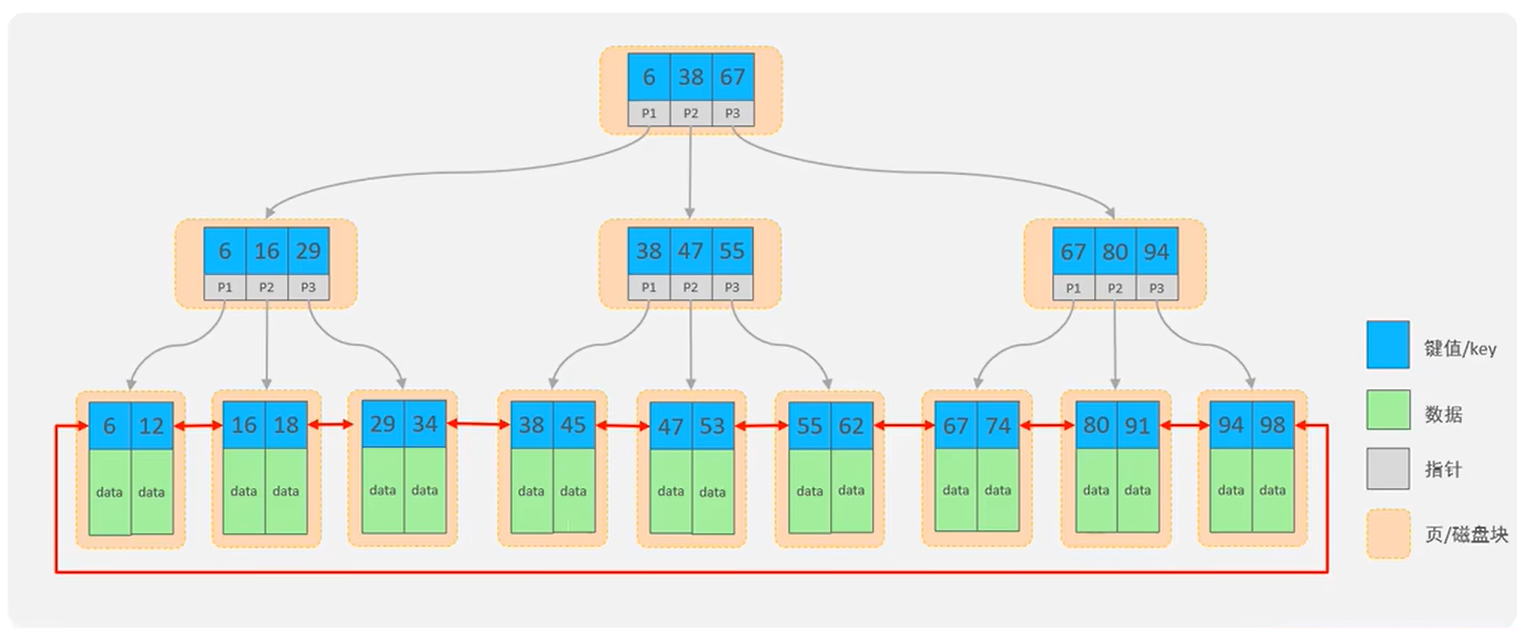 6 38 67
P1 P2 P3
6 16 29
P1 P2 P3
38 47 55
P1 P2 P3
67 80 94
P1 P2 P3
6 12
data data
16 18
data data
29 34
data data
38 45
data data
47 53
data data
55 62
data data
67 74
data data
80 91
data data
94 98
data data
键值/key
数据
指针
页/磁盘块